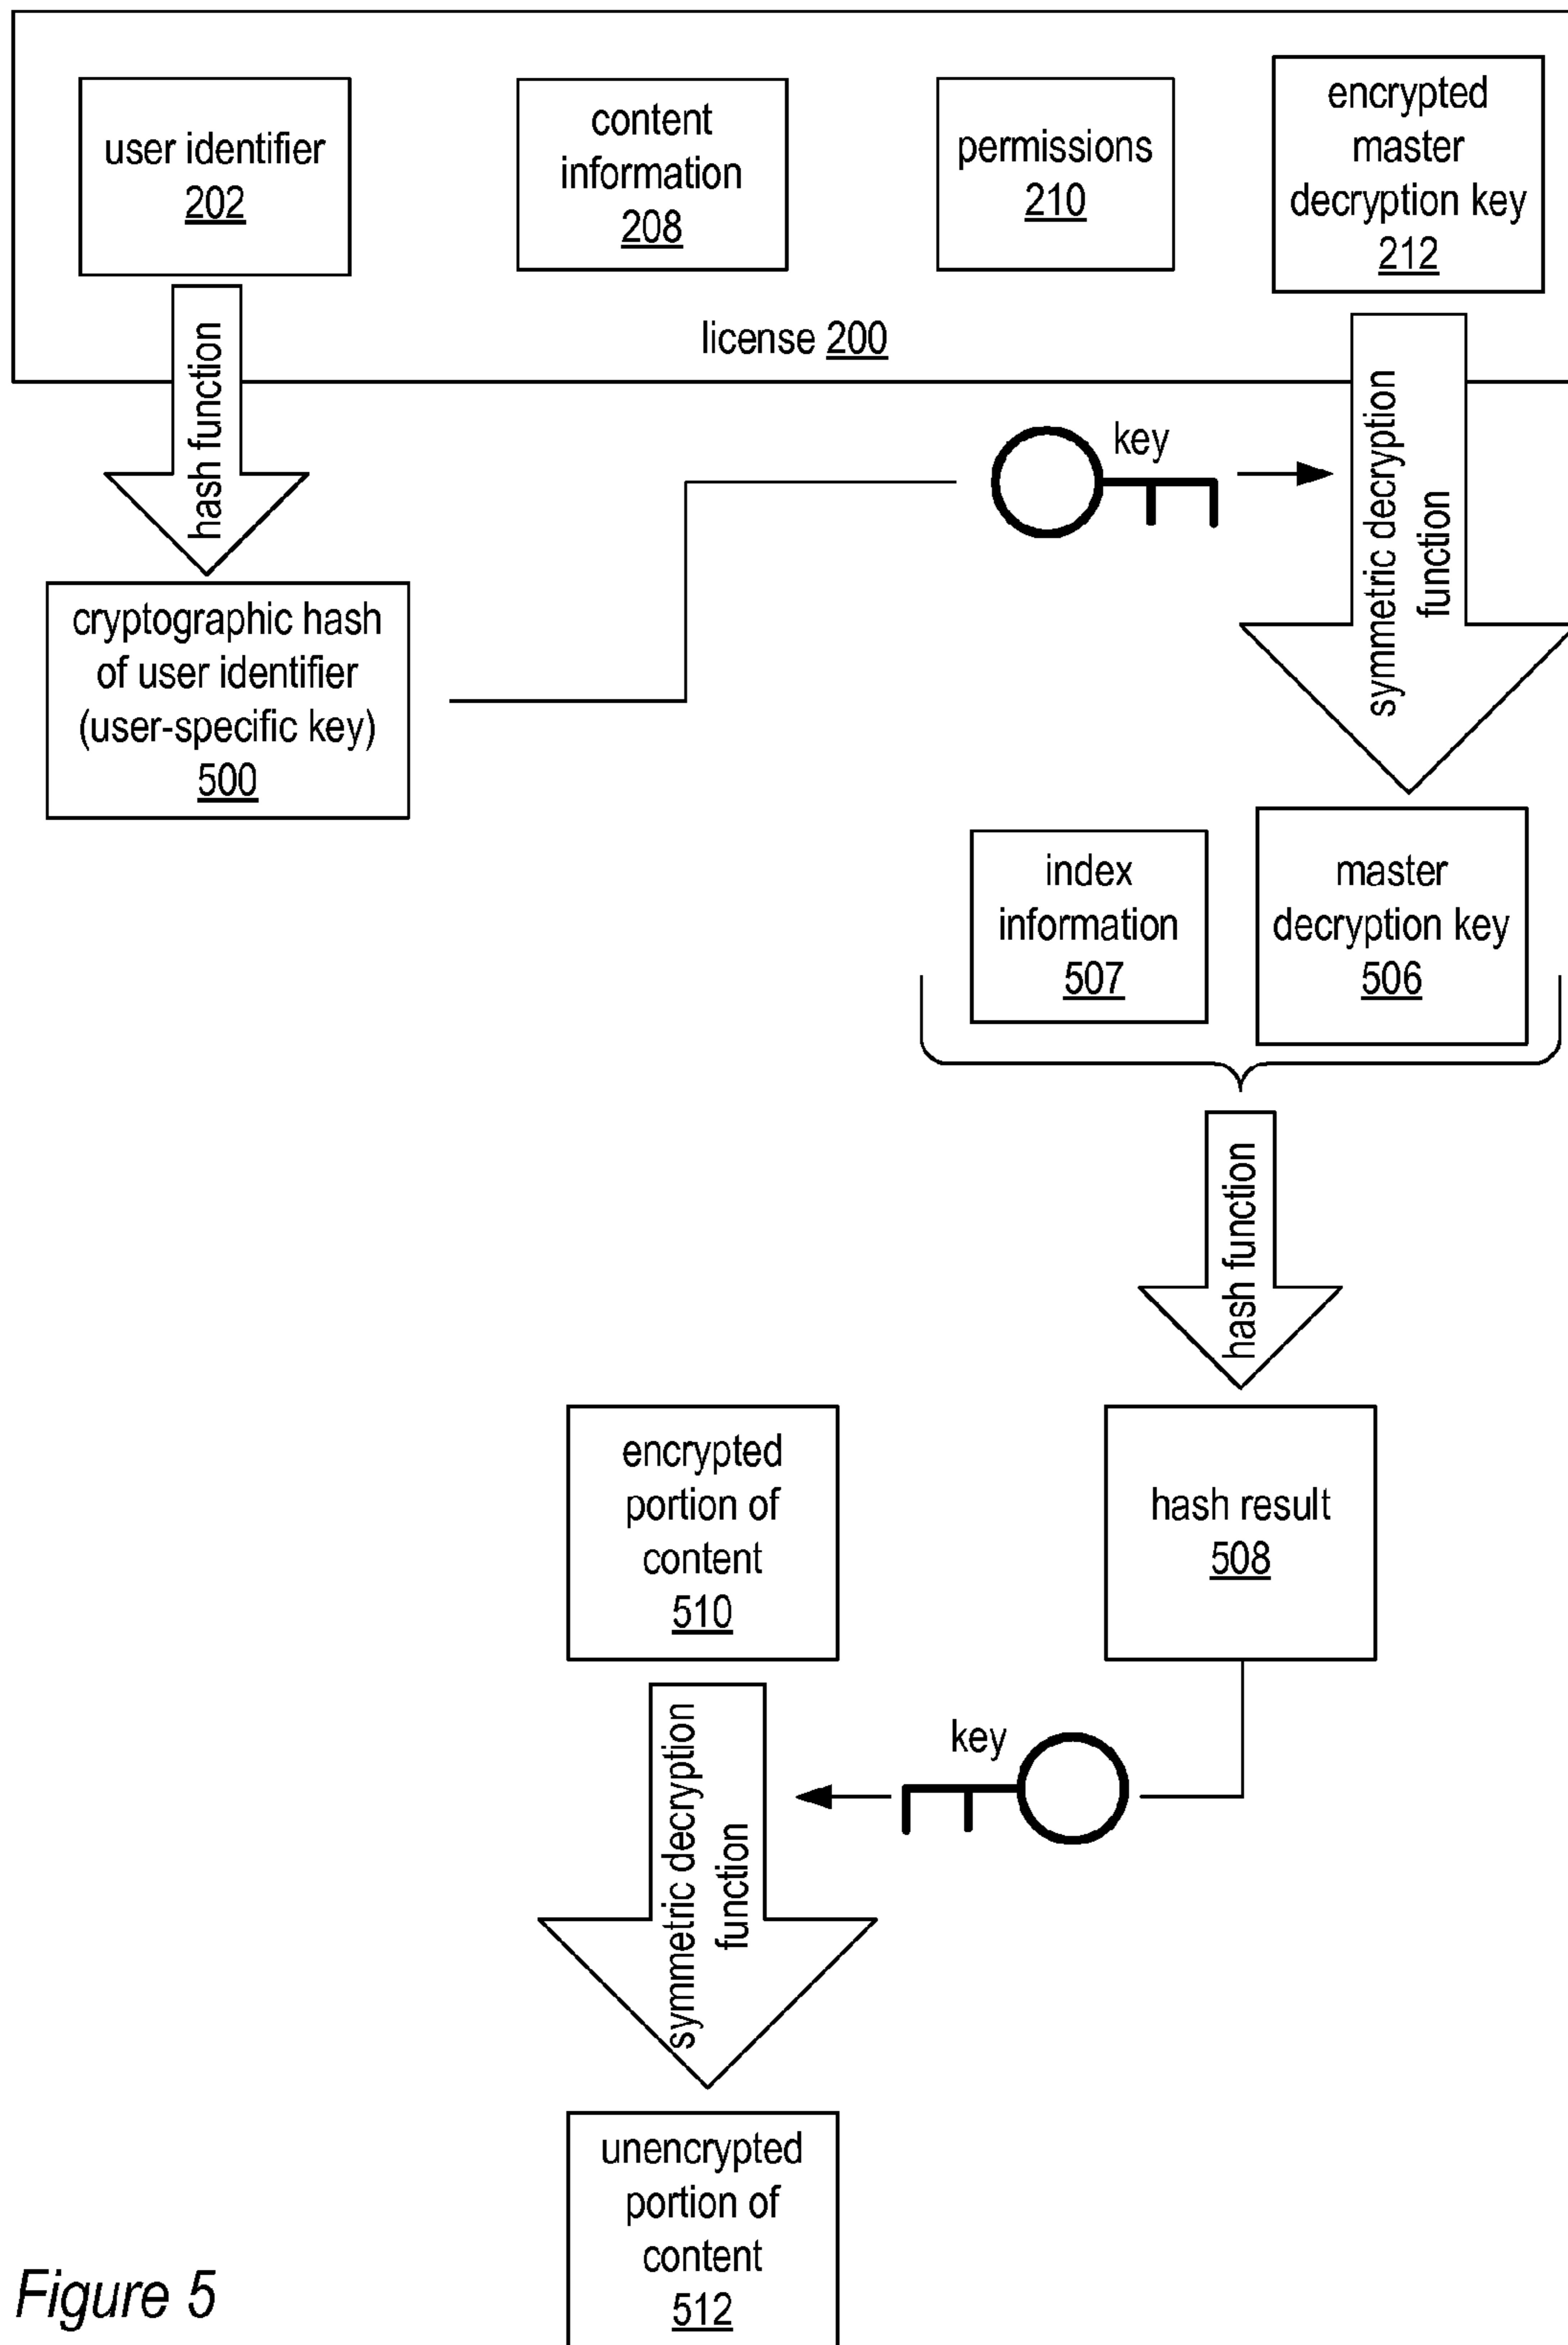 user identifier
202
content
information
208
permissions
210
encrypted
master
decryption key
212
license 200
hash function
key
symmetric decryption
function
cryptographic hash
of user identifier
(user-specific key)
500
index
information
507
master
decryption key
506
hash function
encrypted
portion of
content
510
hash result
508
key
symmetric decryption
function
unencrypted
portion of
content
512
Figure 5